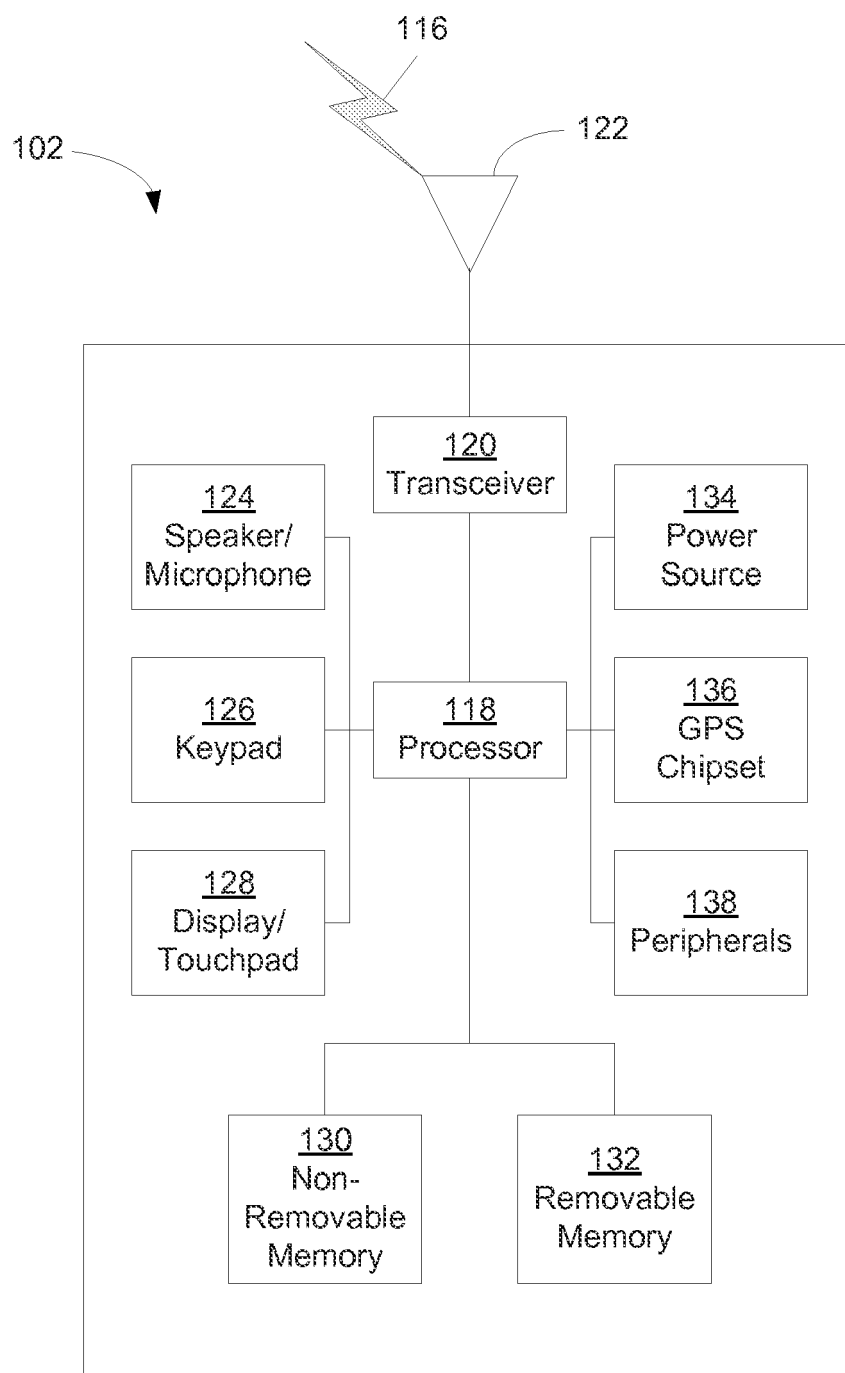 116
122
102
120
Transceiver
124
Speaker/
Microphone
134
Power
Source
126
Keypad
118
Processor
136
GPS
Chipset
128
Display/
Touchpad
138
Peripherals
130
Non-
Removable
Memory
132
Removable
Memory